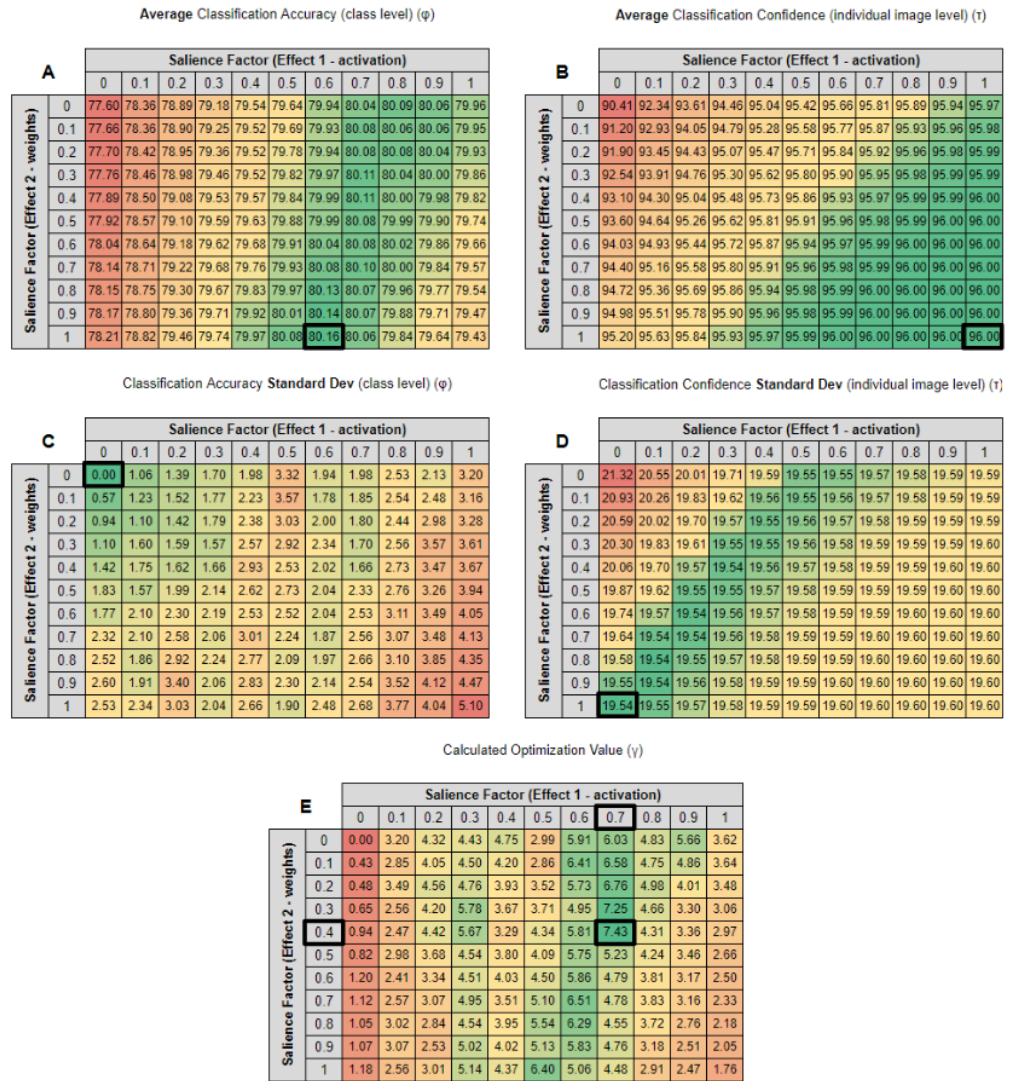 Average Classification Accuracy (class level) (φ)
A
Salience Factor (Effect 1 - activation)
0 0.1 0.2 0.3 0.4 0.5 0.6 0.7 0.8 0.9 1
Salience Factor (Effect 2 - weights)
0 77.60 78.36 78.89 79.18 79.54 79.64 79.94 80.04 80.09 80.06 79.96
0.1 77.66 78.36 78.90 79.25 79.52 79.69 79.93 80.08 80.06 80.06 79.95
0.2 77.70 78.42 78.95 79.36 79.52 79.78 79.94 80.08 80.08 80.04 79.93
0.3 77.76 78.46 78.98 79.46 79.52 79.82 79.97 80.11 80.04 80.00 79.86
0.4 77.89 78.50 79.08 79.53 79.57 79.84 79.99 80.11 80.00 79.98 79.82
0.5 77.92 78.57 79.10 79.59 79.63 79.88 79.99 80.08 79.99 79.90 79.74
0.6 78.04 78.64 79.18 79.62 79.68 79.91 80.04 80.08 80.02 79.86 79.66
0.7 78.14 78.71 79.22 79.68 79.76 79.93 80.08 80.10 80.00 79.84 79.57
0.8 78.15 78.75 79.30 79.67 79.83 79.97 80.13 80.07 79.96 79.77 79.54
0.9 78.17 78.80 79.36 79.71 79.92 80.01 80.14 80.07 79.88 79.71 79.47
1 78.21 78.82 79.46 79.74 79.97 80.08 80.16 80.06 79.84 79.64 79.43
Average Classification Confidence (individual image level) (τ)
B
Salience Factor (Effect 1 - activation)
0 0.1 0.2 0.3 0.4 0.5 0.6 0.7 0.8 0.9 1
Salience Factor (Effect 2 - weights)
0 90.41 92.34 93.61 94.46 95.04 95.42 95.66 95.81 95.89 95.94 95.97
0.1 91.20 92.93 94.05 94.79 95.28 95.58 95.77 95.87 95.93 95.96 95.98
0.2 91.90 93.45 94.43 95.07 95.47 95.71 95.84 95.92 95.96 95.98 95.99
0.3 92.54 93.91 94.76 95.30 95.62 95.80 95.90 95.95 95.98 95.99 96.00
0.4 93.10 94.30 95.04 95.48 95.73 95.86 95.93 95.97 95.99 95.99 96.00
0.5 93.60 94.64 95.26 95.62 95.81 95.91 95.96 95.98 95.99 96.00 96.00
0.6 94.03 94.93 95.44 95.72 95.87 95.94 95.97 95.99 96.00 96.00 96.00
0.7 94.40 95.16 95.58 95.80 95.91 95.96 95.98 95.99 96.00 96.00 96.00
0.8 94.72 95.36 95.69 95.85 95.94 95.98 95.99 96.00 96.00 96.00 96.00
0.9 94.98 95.51 95.78 95.90 95.96 95.98 95.99 96.00 96.00 96.00 96.00
1 95.20 95.63 95.84 95.93 95.97 95.99 96.00 96.00 96.00 96.00 96.00
Classification Accuracy Standard Dev (class level) (φ)
C
Salience Factor (Effect 1 - activation)
0 0.1 0.2 0.3 0.4 0.5 0.6 0.7 0.8 0.9 1
Salience Factor (Effect 2 - weights)
0 0.00 1.06 1.39 1.70 1.98 3.32 1.94 1.98 2.53 2.13 3.20
0.1 0.57 1.23 1.52 1.77 2.23 3.57 1.78 1.85 2.54 2.48 3.16
0.2 0.94 1.10 1.42 1.79 2.38 3.03 2.00 1.80 2.44 2.98 3.28
0.3 1.10 1.60 1.59 1.57 2.57 2.92 2.34 1.70 2.56 3.57 3.61
0.4 1.42 1.75 1.62 1.66 2.93 2.53 2.02 1.66 2.73 3.47 3.67
0.5 1.83 1.57 1.99 2.14 2.62 2.73 2.04 2.33 2.76 3.26 3.94
0.6 1.77 2.10 2.30 2.19 2.53 2.52 2.04 2.53 3.11 3.49 4.05
0.7 2.32 2.10 2.58 2.06 3.01 2.24 1.87 2.56 3.07 3.48 4.13
0.8 2.52 1.86 2.92 2.24 2.77 2.09 1.97 2.66 3.10 3.85 4.35
0.9 2.60 1.91 3.40 2.06 2.83 2.30 2.14 2.54 3.52 4.12 4.47
1 2.53 2.34 3.03 2.04 2.66 1.90 2.48 2.68 3.77 4.04 5.10
Classification Confidence Standard Dev (individual image level) (τ)
D
Salience Factor (Effect 1 - activation)
0 0.1 0.2 0.3 0.4 0.5 0.6 0.7 0.8 0.9 1
Salience Factor (Effect 2 - weights)
0 21.32 20.55 20.01 19.71 19.59 19.55 19.55 19.57 19.58 19.59 19.59
0.1 20.93 20.26 19.83 19.62 19.56 19.55 19.56 19.57 19.58 19.59 19.59
0.2 20.59 20.02 19.70 19.57 19.55 19.56 19.57 19.58 19.59 19.59 19.59
0.3 20.30 19.83 19.61 19.55 19.55 19.56 19.58 19.59 19.59 19.59 19.60
0.4 20.06 19.70 19.57 19.54 19.56 19.57 19.58 19.59 19.59 19.59 19.60
0.5 19.87 19.62 19.55 19.55 19.57 19.58 19.59 19.59 19.59 19.60 19.60
0.6 19.74 19.57 19.54 19.56 19.57 19.58 19.59 19.59 19.60 19.60 19.60
0.7 19.64 19.54 19.54 19.56 19.58 19.59 19.59 19.60 19.60 19.60 19.60
0.8 19.58 19.54 19.55 19.57 19.58 19.59 19.59 19.60 19.60 19.60 19.60
0.9 19.55 19.54 19.56 19.58 19.59 19.59 19.60 19.60 19.60 19.60 19.60
1 19.54 19.55 19.57 19.58 19.59 19.59 19.60 19.60 19.60 19.60 19.60
Calculated Optimization Value (γ)
E
Salience Factor (Effect 1 - activation)
0 0.1 0.2 0.3 0.4 0.5 0.6 0.7 0.8 0.9 1
Salience Factor (Effect 2 - weights)
0 0.00 3.20 4.32 4.43 4.75 2.99 5.91 6.03 4.83 5.66 3.62
0.1 0.43 2.85 4.05 4.50 4.20 2.86 6.41 6.58 4.75 4.86 3.64
0.2 0.48 3.49 4.56 4.76 3.93 3.52 5.73 6.76 4.98 4.01 3.48
0.3 0.65 2.56 4.20 5.78 3.67 3.71 4.95 7.25 4.66 3.30 3.06
0.4 0.94 2.47 4.42 5.67 3.29 4.34 5.81 7.43 4.31 3.36 2.97
0.5 0.82 2.98 3.68 4.54 3.80 4.09 5.75 5.23 4.24 3.46 2.66
0.6 1.20 2.41 3.34 4.51 4.03 4.50 5.86 4.79 3.81 3.17 2.50
0.7 1.12 2.57 3.07 4.95 3.51 5.10 6.51 4.78 3.83 3.16 2.33
0.8 1.05 3.02 2.84 4.54 3.95 5.54 6.29 4.55 3.72 2.76 2.18
0.9 1.07 3.07 2.53 5.02 4.02 5.13 5.83 4.76 3.18 2.51 2.05
1 1.18 2.56 3.01 5.14 4.37 6.40 5.06 4.48 2.91 2.47 1.76